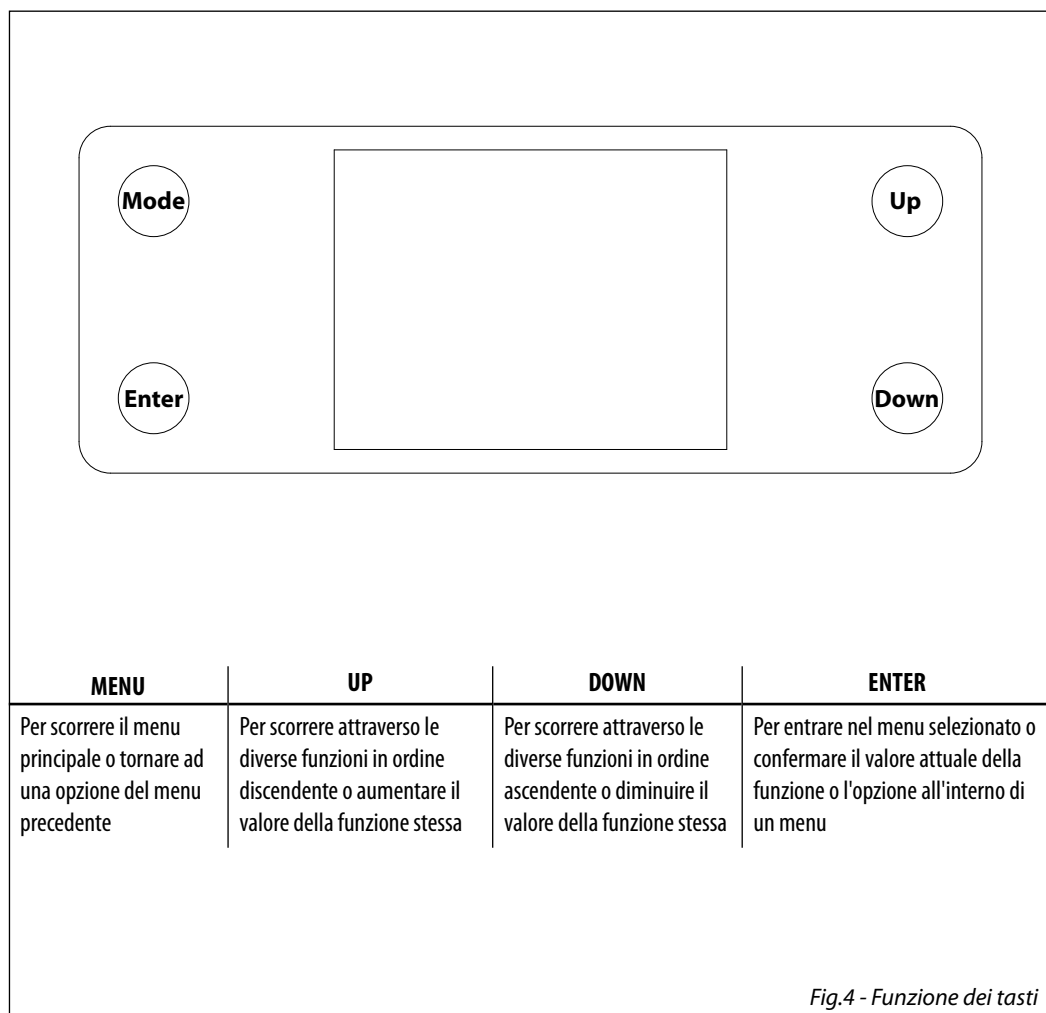 Mode
Up
Enter
Down
MENU
UP
DOWN
ENTER
Per scorrere il menu
principale o tornare ad
una opzione del menu
precedente
Per scorrere attraverso le
diverse funzioni in ordine
discendente o aumentare il
valore della funzione stessa
Per scorrere attraverso le
diverse funzioni in ordine
ascendente o diminuire il
valore della funzione stessa
Per entrare nel menu selezionato o
confermare il valore attuale della
funzione o l'opzione all'interno di
un menu
Fig.4 - Funzione dei tasti